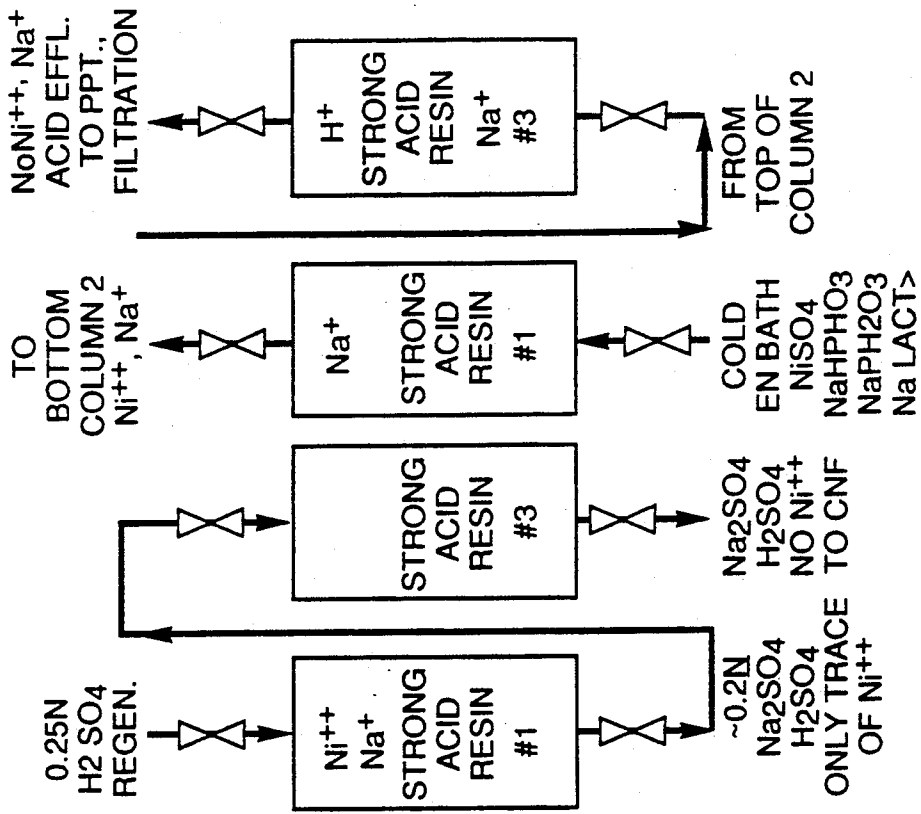 0.25N
H2 SO4
REGEN.
Ni++
Na+
STRONG
ACID
RESIN
#1
~0.2N
Na2SO4
H2SO4
ONLY TRACE
OF Ni++
STRONG
ACID
RESIN
#3
Na2SO4
H2SO4
NO Ni++
TO CNF
TO
BOTTOM
COLUMN 2
Ni++, Na+
Na+
STRONG
ACID
RESIN
#1
COLD
EN BATH
NiSO4
NaHPHO3
NaPH2O3
Na LACT>
NoNi++, Na+
ACID EFFL.
TO PPT.,
FILTRATION
H+
STRONG
ACID
RESIN
Na+
#3
FROM
TOP OF
COLUMN 2